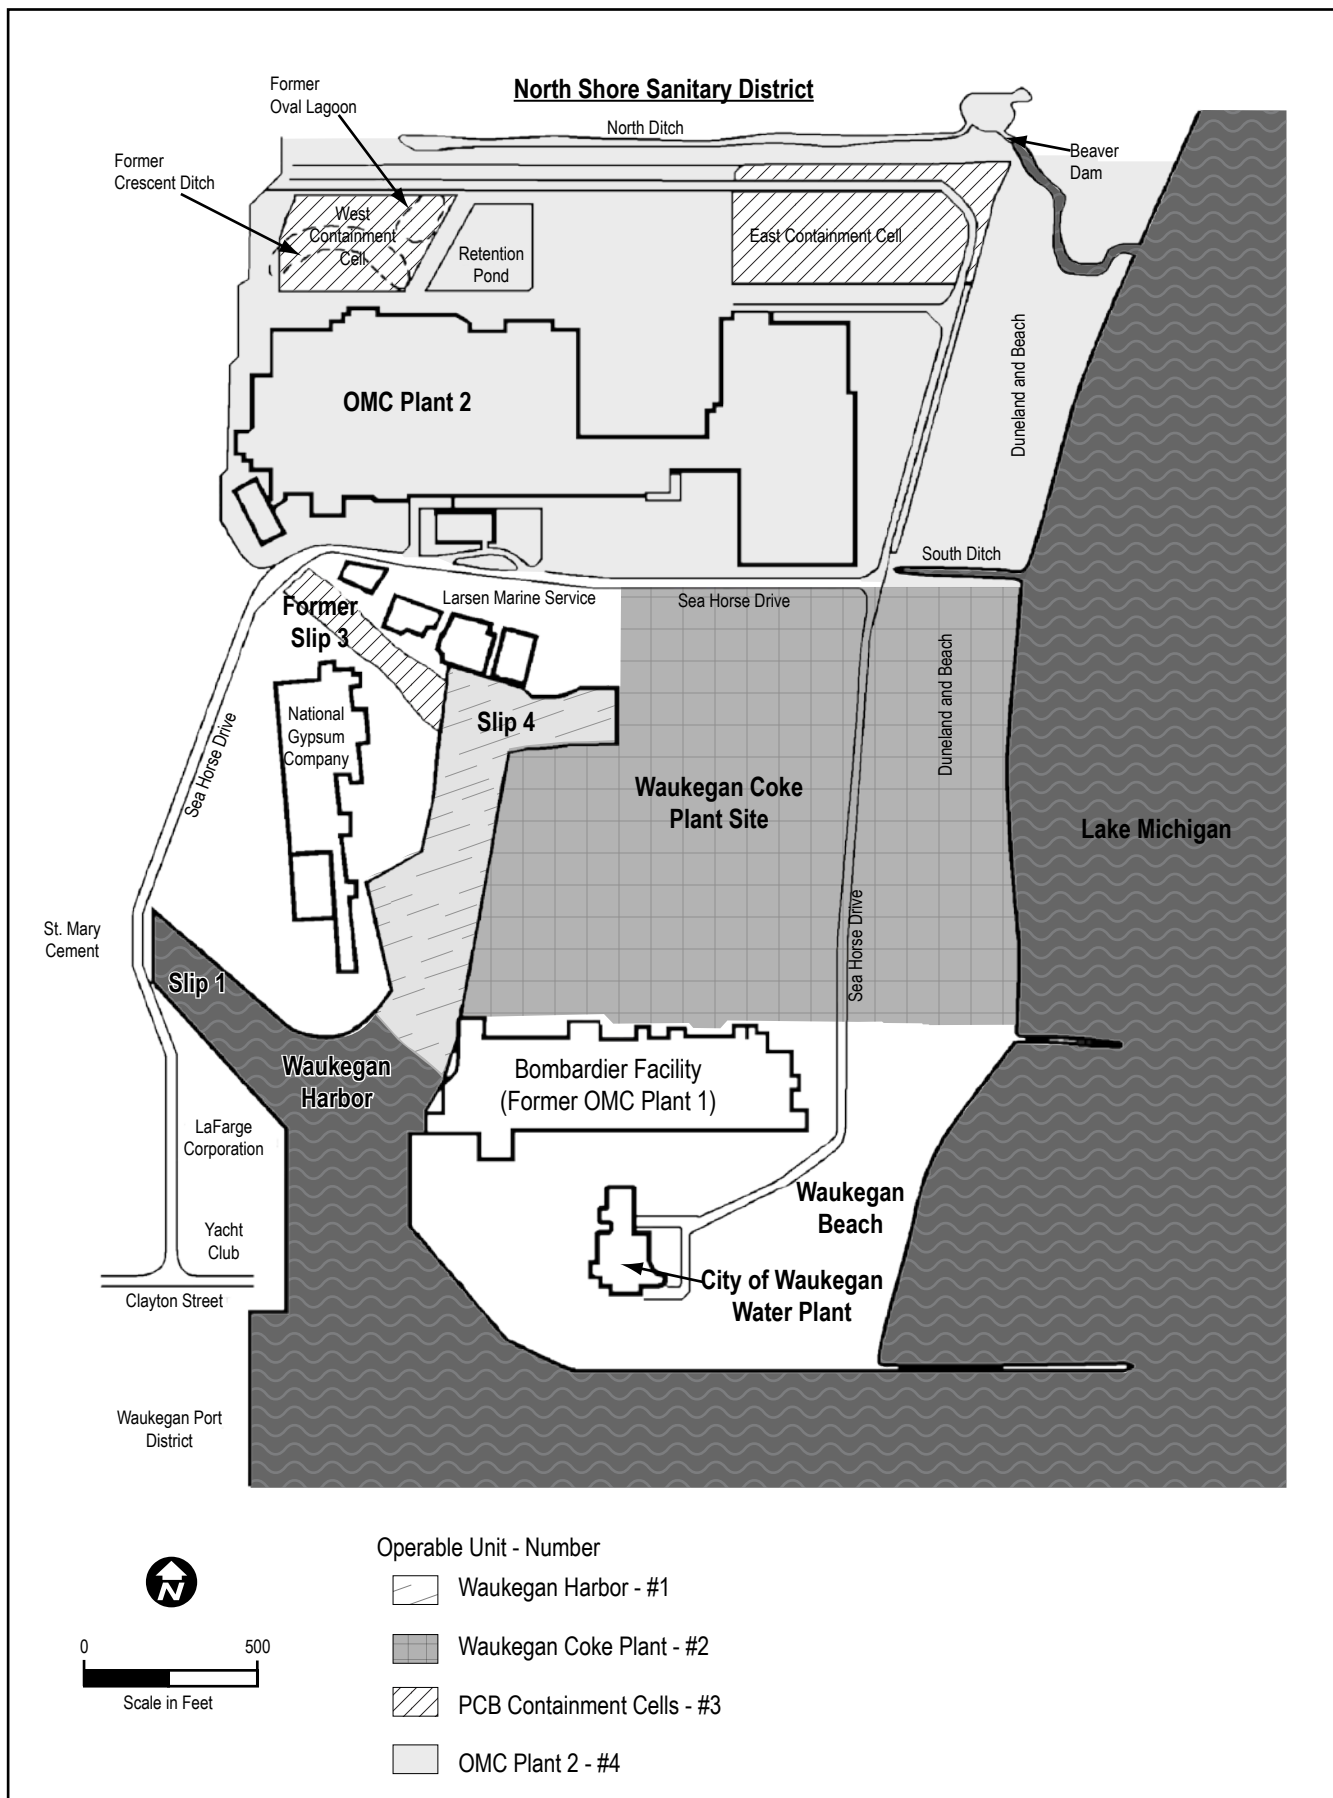 North Shore Sanitary District
Former
Oval Lagoon
North Ditch
Beaver
Dam
Former
Crescent Ditch
West
Containment
Cell
Retention
Pond
East Containment Cell
Duneland and Beach
OMC Plant 2
South Ditch
Larsen Marine Service
Sea Horse Drive
Former
Slip 3
Duneland and Beach
National
Gypsum
Company
Slip 4
Sea Horse Drive
Waukegan Coke
Plant Site
Lake Michigan
St. Mary
Cement
Slip 1
Sea Horse Drive
Waukegan
Harbor
Bombardier Facility
(Former OMC Plant 1)
LaFarge
Corporation
Waukegan
Beach
Yacht
Club
City of Waukegan
Water Plant
Clayton Street
Waukegan Port
District
Operable Unit - Number
N
Waukegan Harbor - #1
0 500
Scale in Feet
Waukegan Coke Plant - #2
PCB Containment Cells - #3
OMC Plant 2 - #4